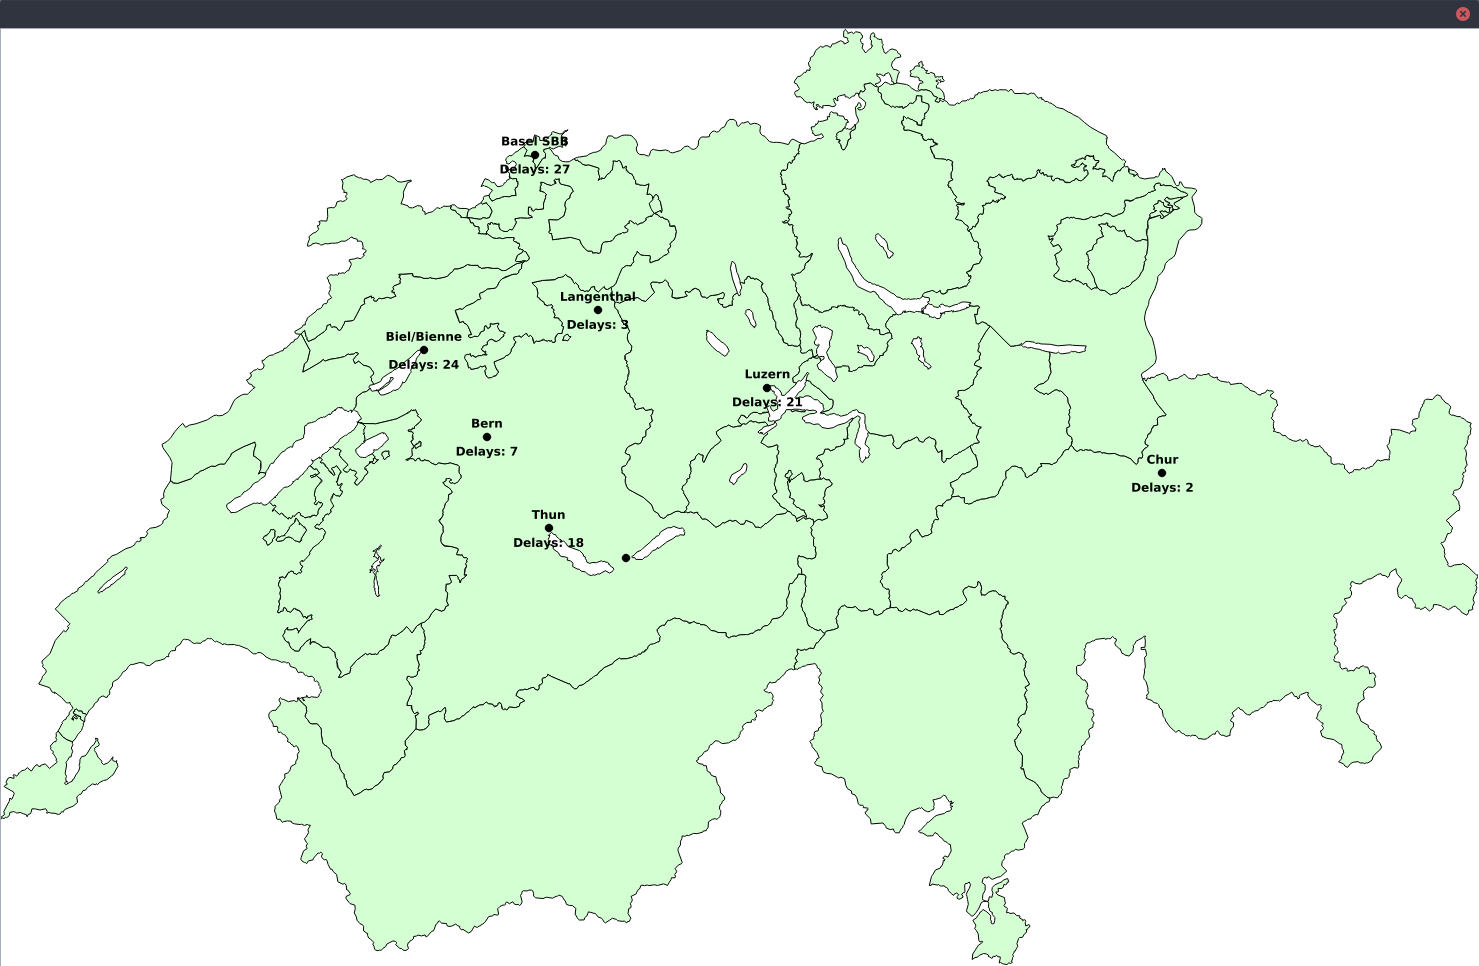 Basel SBB
Delays: 27
Langenthal
Delays: 3
Biel/Bienne
Delays: 24
Luzern
Delays: 21
Bern
Delays: 7
Chur
Delays: 2
Thun
Delays: 18